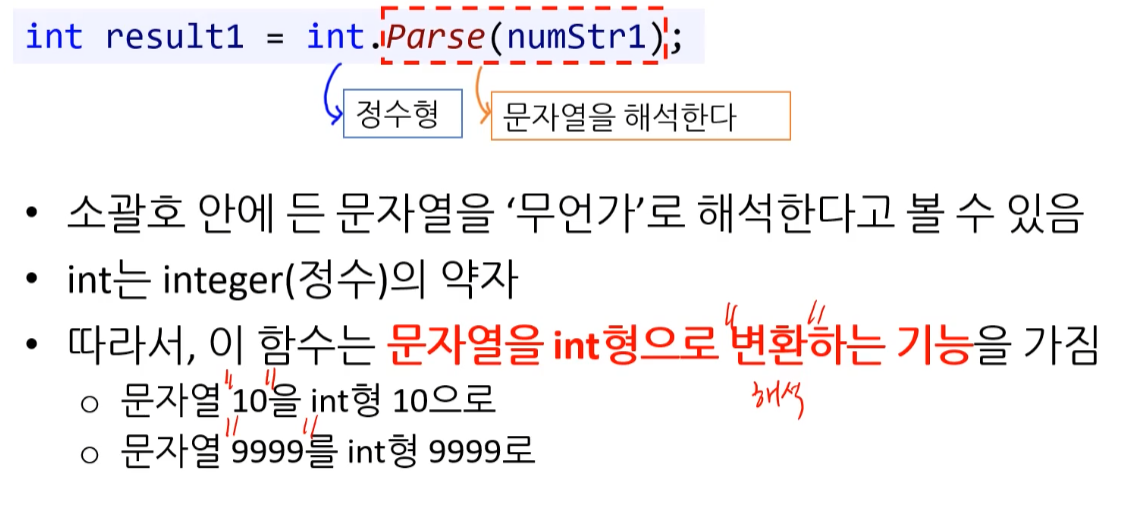 int result1 = int.Parse(numStr1);
정수형
문자열을 해석한다
• 소괄호 안에 든 문자열을 ‘무언가’로 해석한다고 볼 수 있음
• int는 integer(정수)의 약자
• 따라서, 이 함수는 문자열을 int형으로 "변환"하는 기능을 가짐
해석
○ 문자열 "10"을 int형 10으로
○ 문자열 "9999"를 int형 9999로